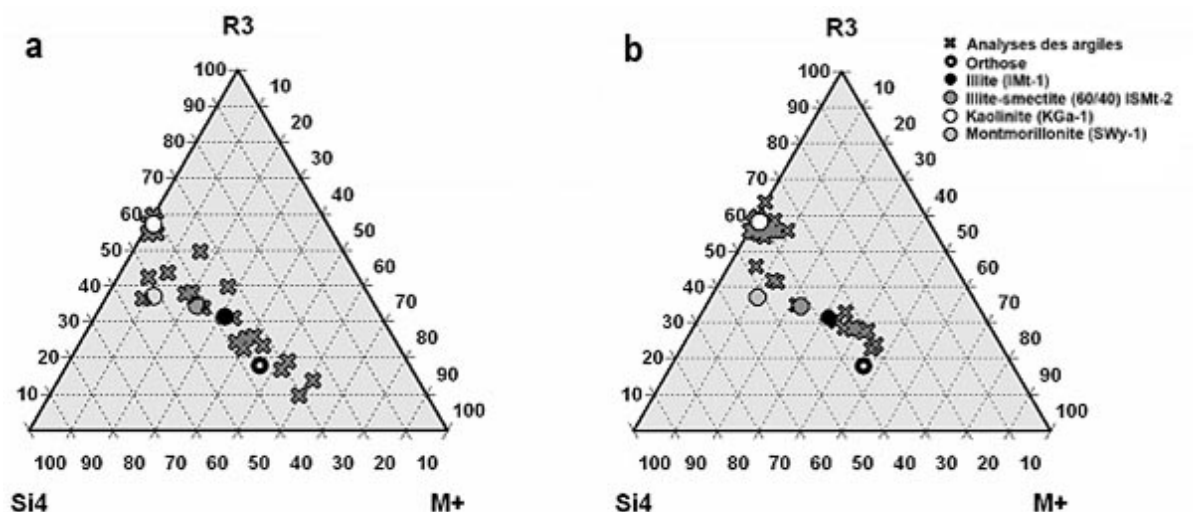 a
R3
100
90
80
70
60
50
40
30
20
10
10
20
30
40
50
60
70
80
90
100
100 90 80 70 60 50 40 30 20 10
Si4 M+
b
R3
100
90
80
70
60
50
40
30
20
10
10
20
30
40
50
60
70
80
90
100
100 90 80 70 60 50 40 30 20 10
Si4 M+
Analyses des argiles
Orthose
Illite (IMt-1)
Illite-smectite (60/40) ISMt-2
Kaolinite (KGa-1)
Montmorillonite (SWy-1)